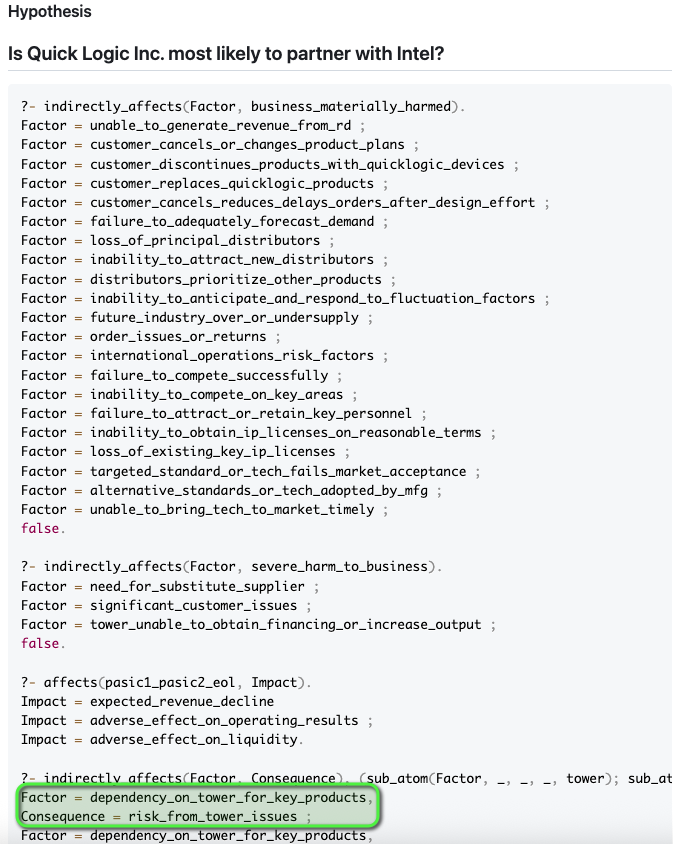 Hypothesis
Is Quick Logic Inc. most likely to partner with Intel?
?- indirectly_affects(Factor, business_materially_harmed).
Factor = unable_to_generate_revenue_from_rd ;
Factor = customer_cancels_or_changes_product_plans ;
Factor = customer_discontinues_products_with_quicklogic_devices ;
Factor = customer_replaces_quicklogic_products ;
Factor = customer_cancels_reduces_delays_orders_after_design_effort ;
Factor = failure_to_adequately_forecast_demand ;
Factor = loss_of_principal_distributors ;
Factor = inability_to_attract_new_distributors ;
Factor = distributors_prioritize_other_products ;
Factor = inability_to_anticipate_and_respond_to_fluctuation_factors ;
Factor = future_industry_over_or_undersupply ;
Factor = order_issues_or_returns ;
Factor = international_operations_risk_factors ;
Factor = failure_to_compete_successfully ;
Factor = inability_to_compete_on_key_areas ;
Factor = failure_to_attract_or_retain_key_personnel ;
Factor = inability_to_obtain_ip_licenses_on_reasonable_terms ;
Factor = loss_of_existing_key_ip_licenses ;
Factor = targeted_standard_or_tech_fails_market_acceptance ;
Factor = alternative_standards_or_tech_adopted_by_mfg ;
Factor = unable_to_bring_tech_to_market_timely ;
false.
?- indirectly_affects(Factor, severe_harm_to_business).
Factor = need_for_substitute_supplier ;
Factor = significant_customer_issues ;
Factor = tower_unable_to_obtain_financing_or_increase_output ;
false.
?- affects(pasic1_pasic2_eol, Impact).
Impact = expected_revenue_decline
Impact = adverse_effect_on_operating_results ;
Impact = adverse_effect_on_liquidity.
?- indirectly_affects(Factor, Consequence), (sub_atom(Factor, _, _, _, tower); sub_at
Factor = dependency_on_tower_for_key_products,
Consequence = risk_from_tower_issues ;
Factor = dependency_on_tower_for_key_products,